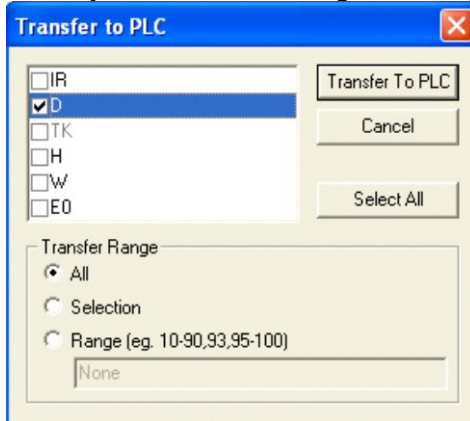 Transfer to PLC
IR
D
TK
H
W
E0
Transfer To PLC
Cancel
Select All
Transfer Range
All
Selection
Range (eg. 10-90,93,95-100)
None